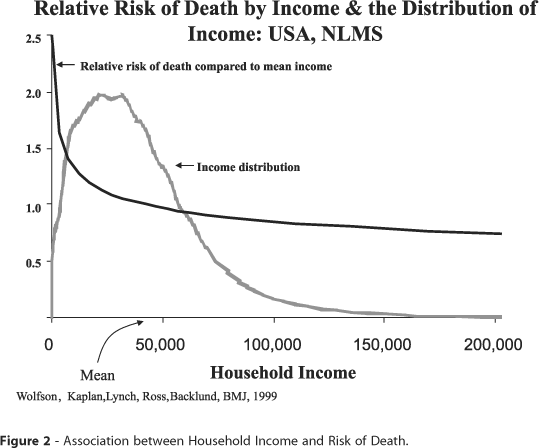 Relative Risk of Death by Income & the Distribution of
Income: USA, NLMS
2.5
Relative risk of death compared to mean income
2.0
1.5
Income distribution
1.0
0.5
0
50,000
100,000
150,000
200,000
Mean
Household Income
Wolfson, Kaplan,Lynch, Ross,Backlund, BMJ, 1999
Figure 2 - Association between Household Income and Risk of Death.